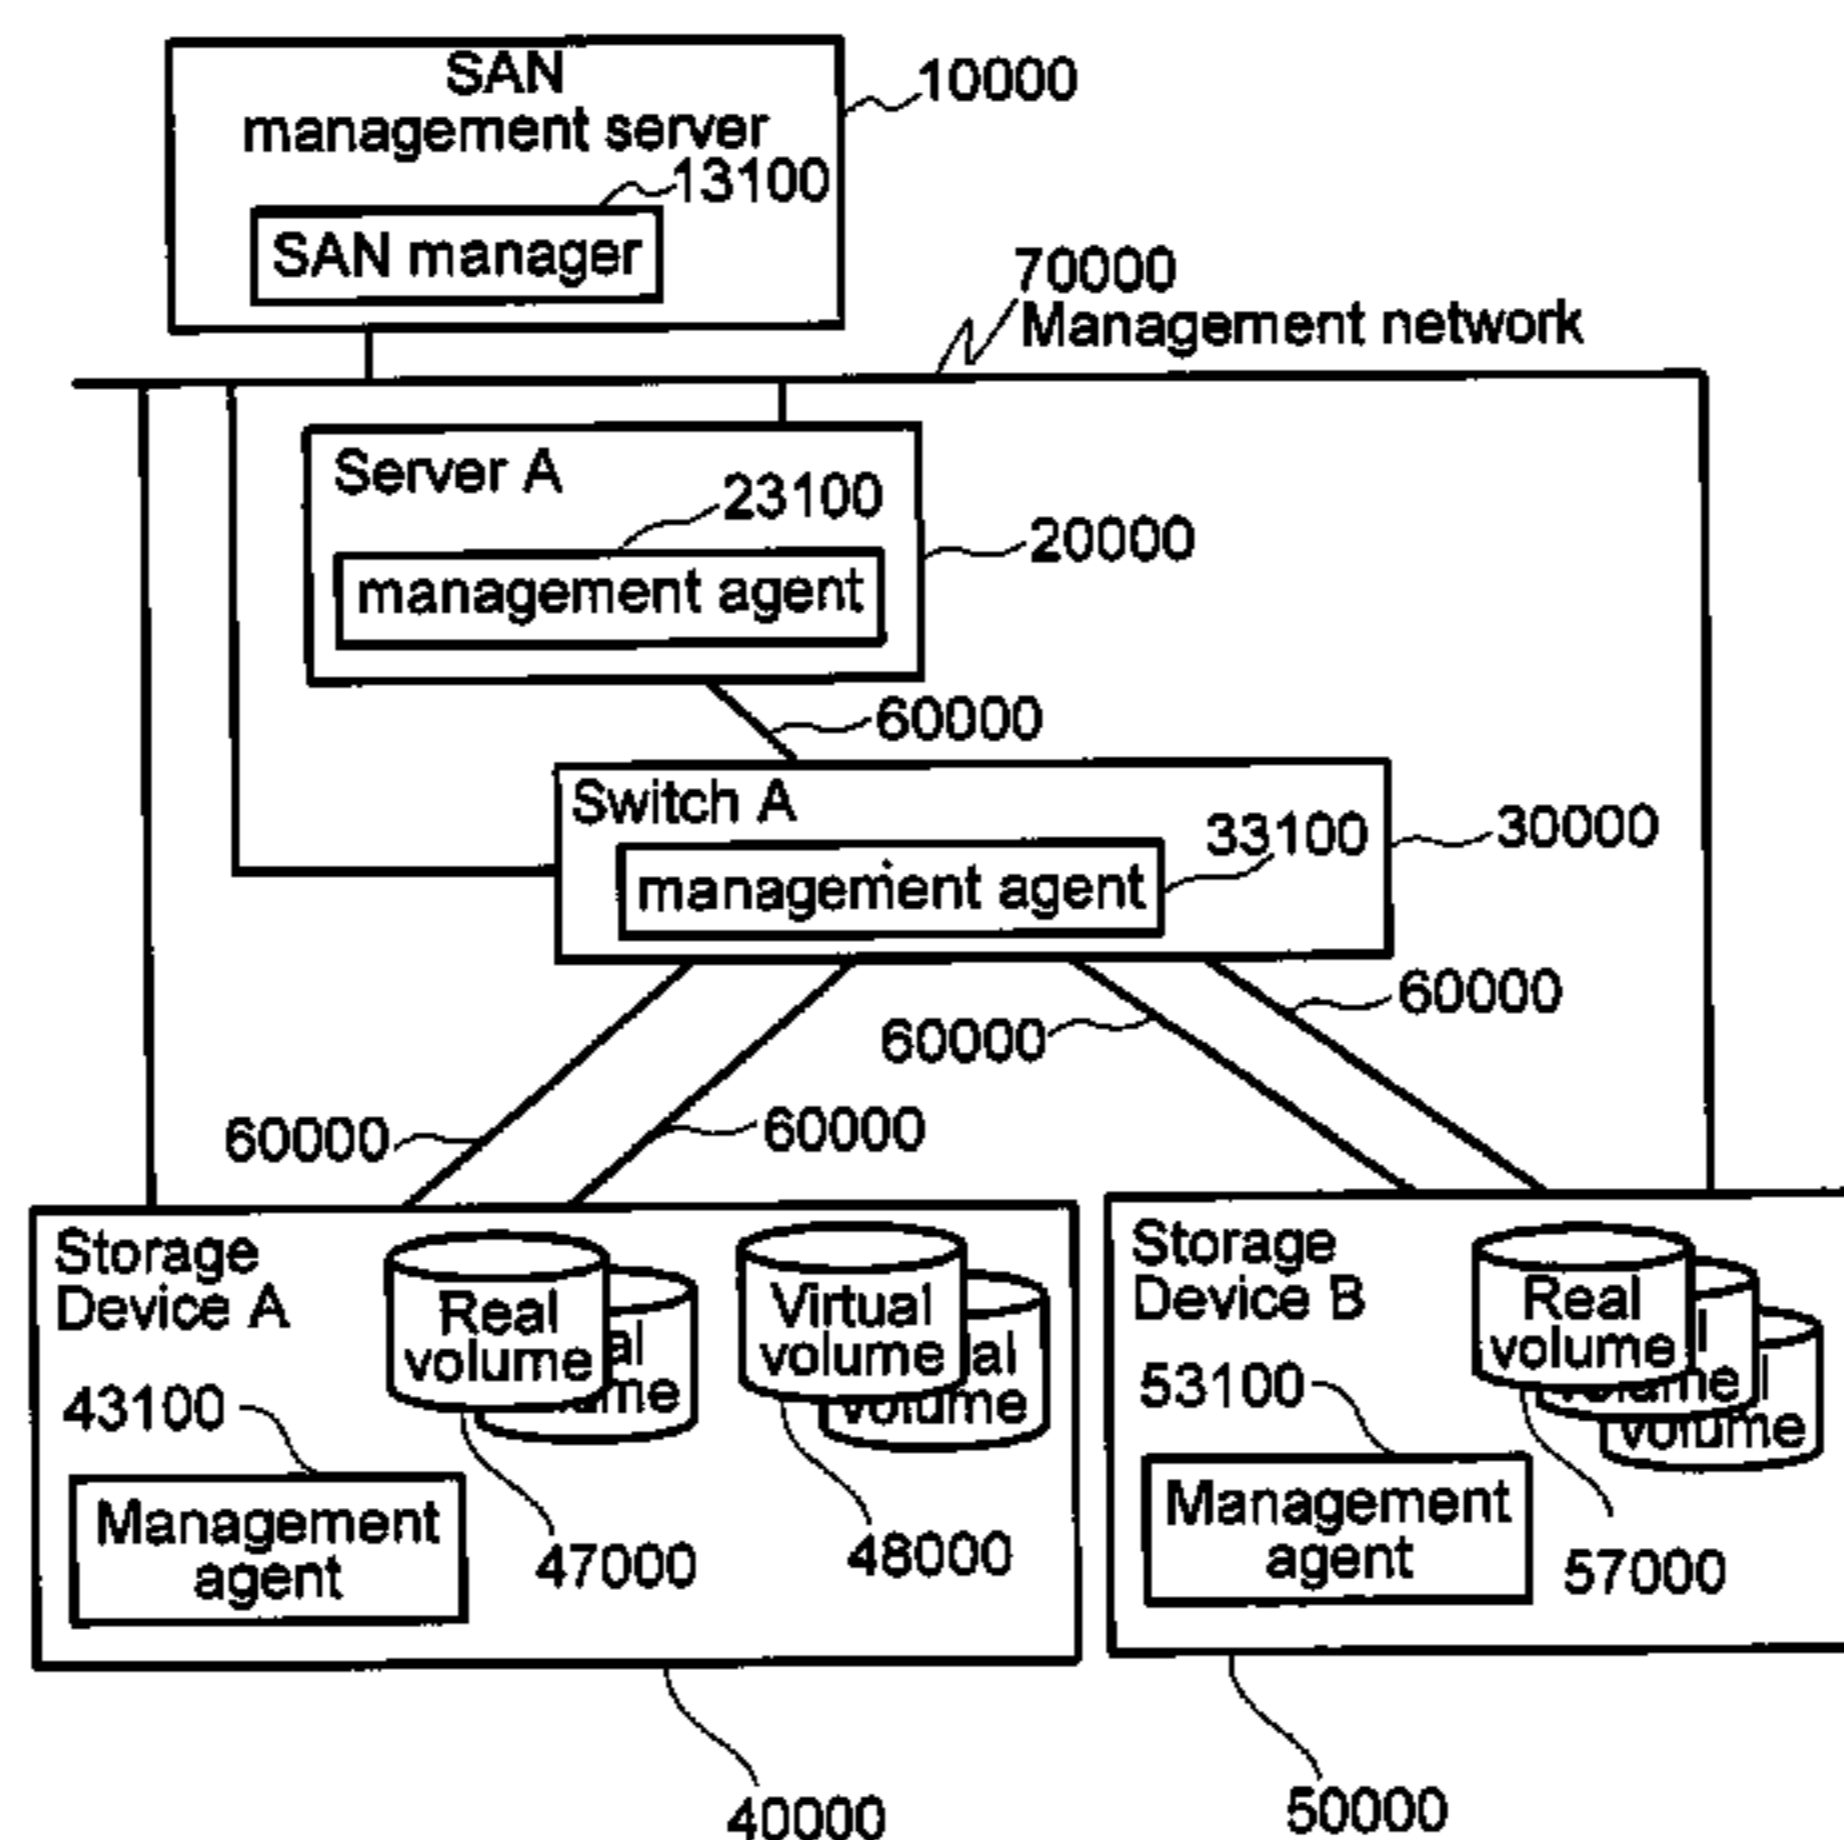 SAN
management server
10000
13100
SAN manager
70000
Management network
Server A
23100
management agent
20000
60000
Switch A
33100
management agent
30000
60000
60000
60000
60000
Storage
Device A
Real
volume
Virtual
volume
volume
43100
Management
agent
47000
48000
40000
Storage
Device B
Real
volume
volume
53100
Management
agent
57000
50000